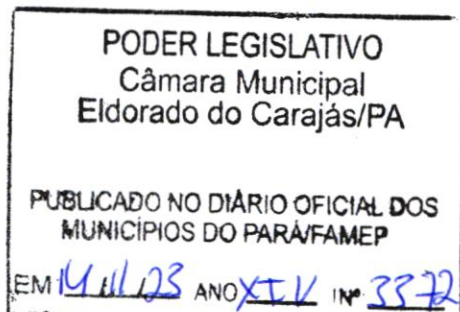 PODER LEGISLATIVO
Câmara Municipal
Eldorado do Carajás/PA
PUBLICADO NO DIÁRIO OFICIAL DOS
MUNICÍPIOS DO PARÁ/FAMEP
EM 14/11/23 ANO XIV Nº 3372